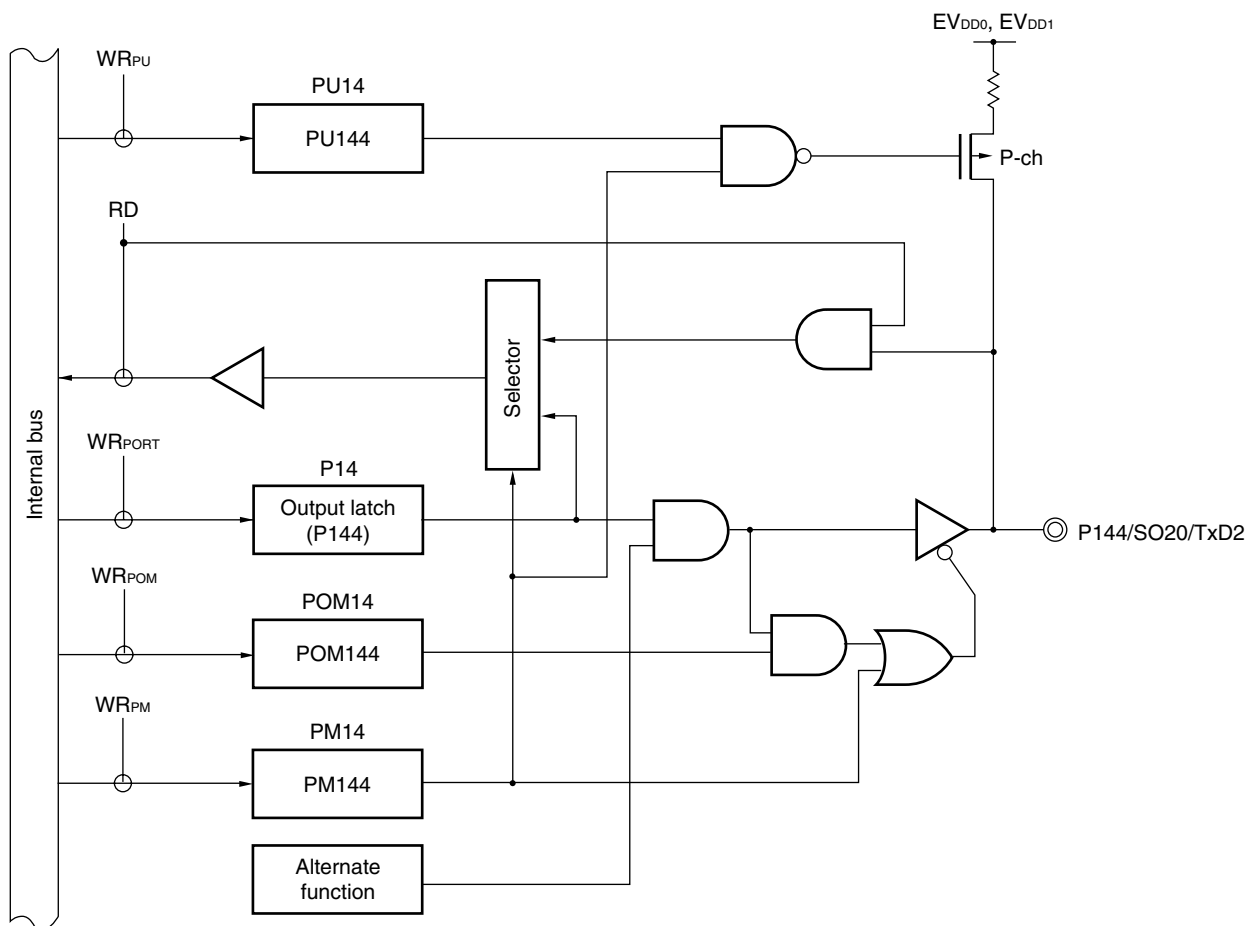 EVDD0, EVDD1
WRPU
PU14
PU144
P-ch
RD
Selector
Internal bus
WRPORT
P14
Output latch
(P144)
P144/SO20/TxD2
WRPOM
POM14
POM144
WRPM
PM14
PM144
Alternate
function